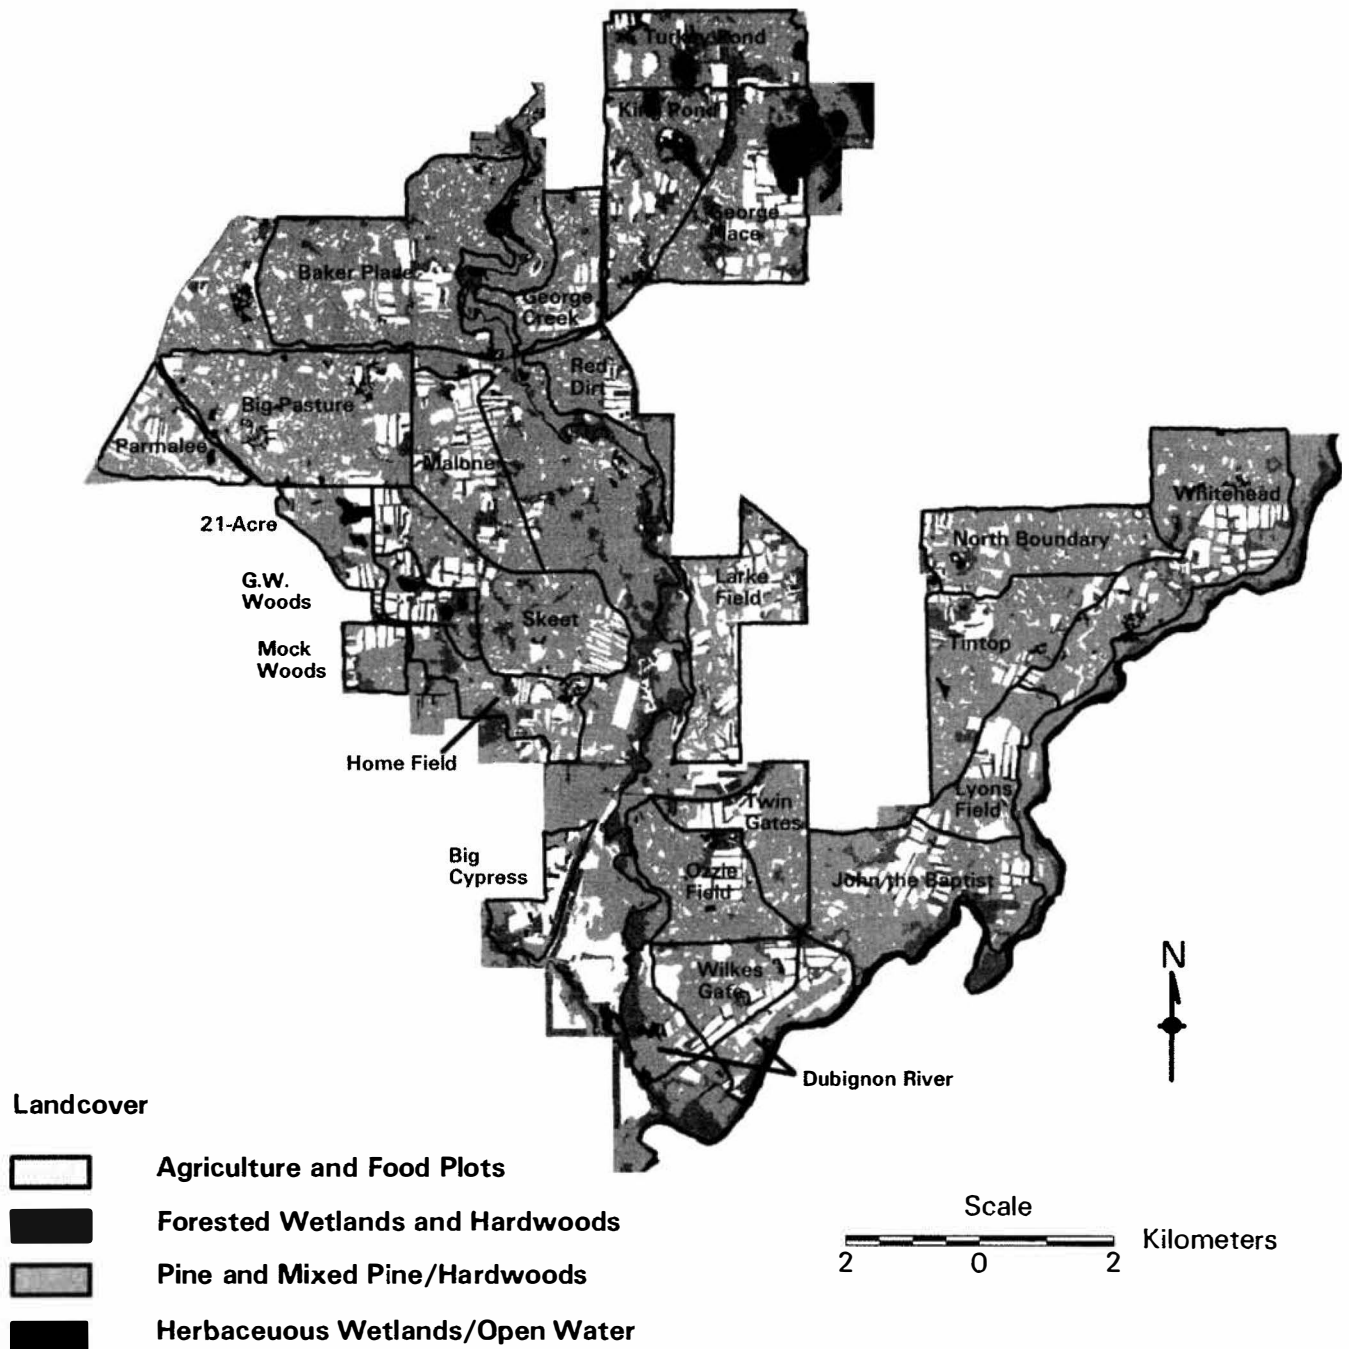 Turkey Pond
King Pond
George
Place
Baker Place
George
Creek
Red
Dirt
Big Pasture
Parmalee
Malone
21-Acre
Whitehead
North Boundary
G.W.
Woods
Larke
Field
Skeet
Tintop
Mock
Woods
Home Field
Lyons
Field
Twin
Gates
Big
Cypress
Ozzie
Field
John the Baptist
N
Wilkes
Gate
Dubignon River
Landcover
Agriculture and Food Plots
Forested Wetlands and Hardwoods
Pine and Mixed Pine/Hardwoods
Herbaceuous Wetlands/Open Water
Scale
2 0 2 Kilometers